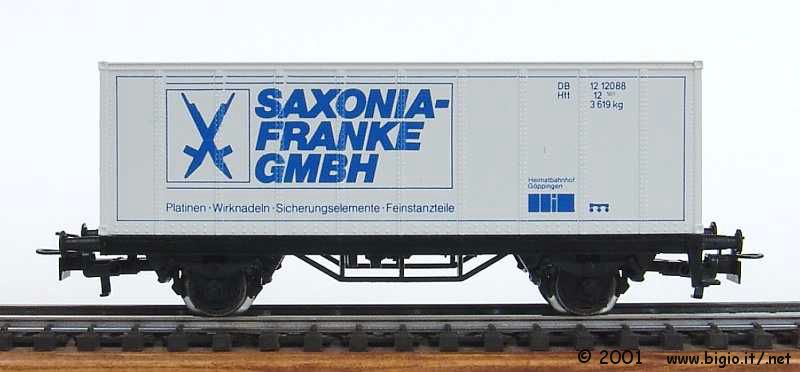 SAXONIA-
FRANKE
GMBH
Platinen · Wirknadeln · Sicherungselemente · Feinstanzteile
DB 12 12088
Hft 12
3 619 kg
Heimatbahnhof
Göppingen
© 2001 www.bigio.it/.net